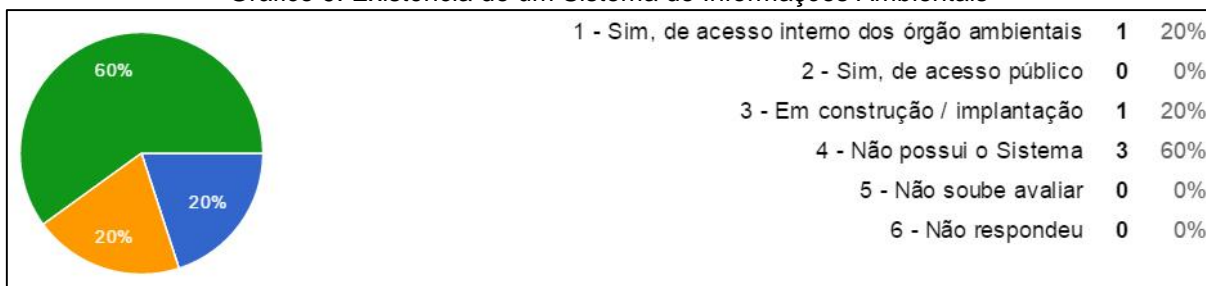 60%
20%
20%
1 - Sim, de acesso interno dos órgão ambientais 1 20%
2 - Sim, de acesso público 0 0%
3 - Em construção / implantação 1 20%
4 - Não possui o Sistema 3 60%
5 - Não soube avaliar 0 0%
6 - Não respondeu 0 0%